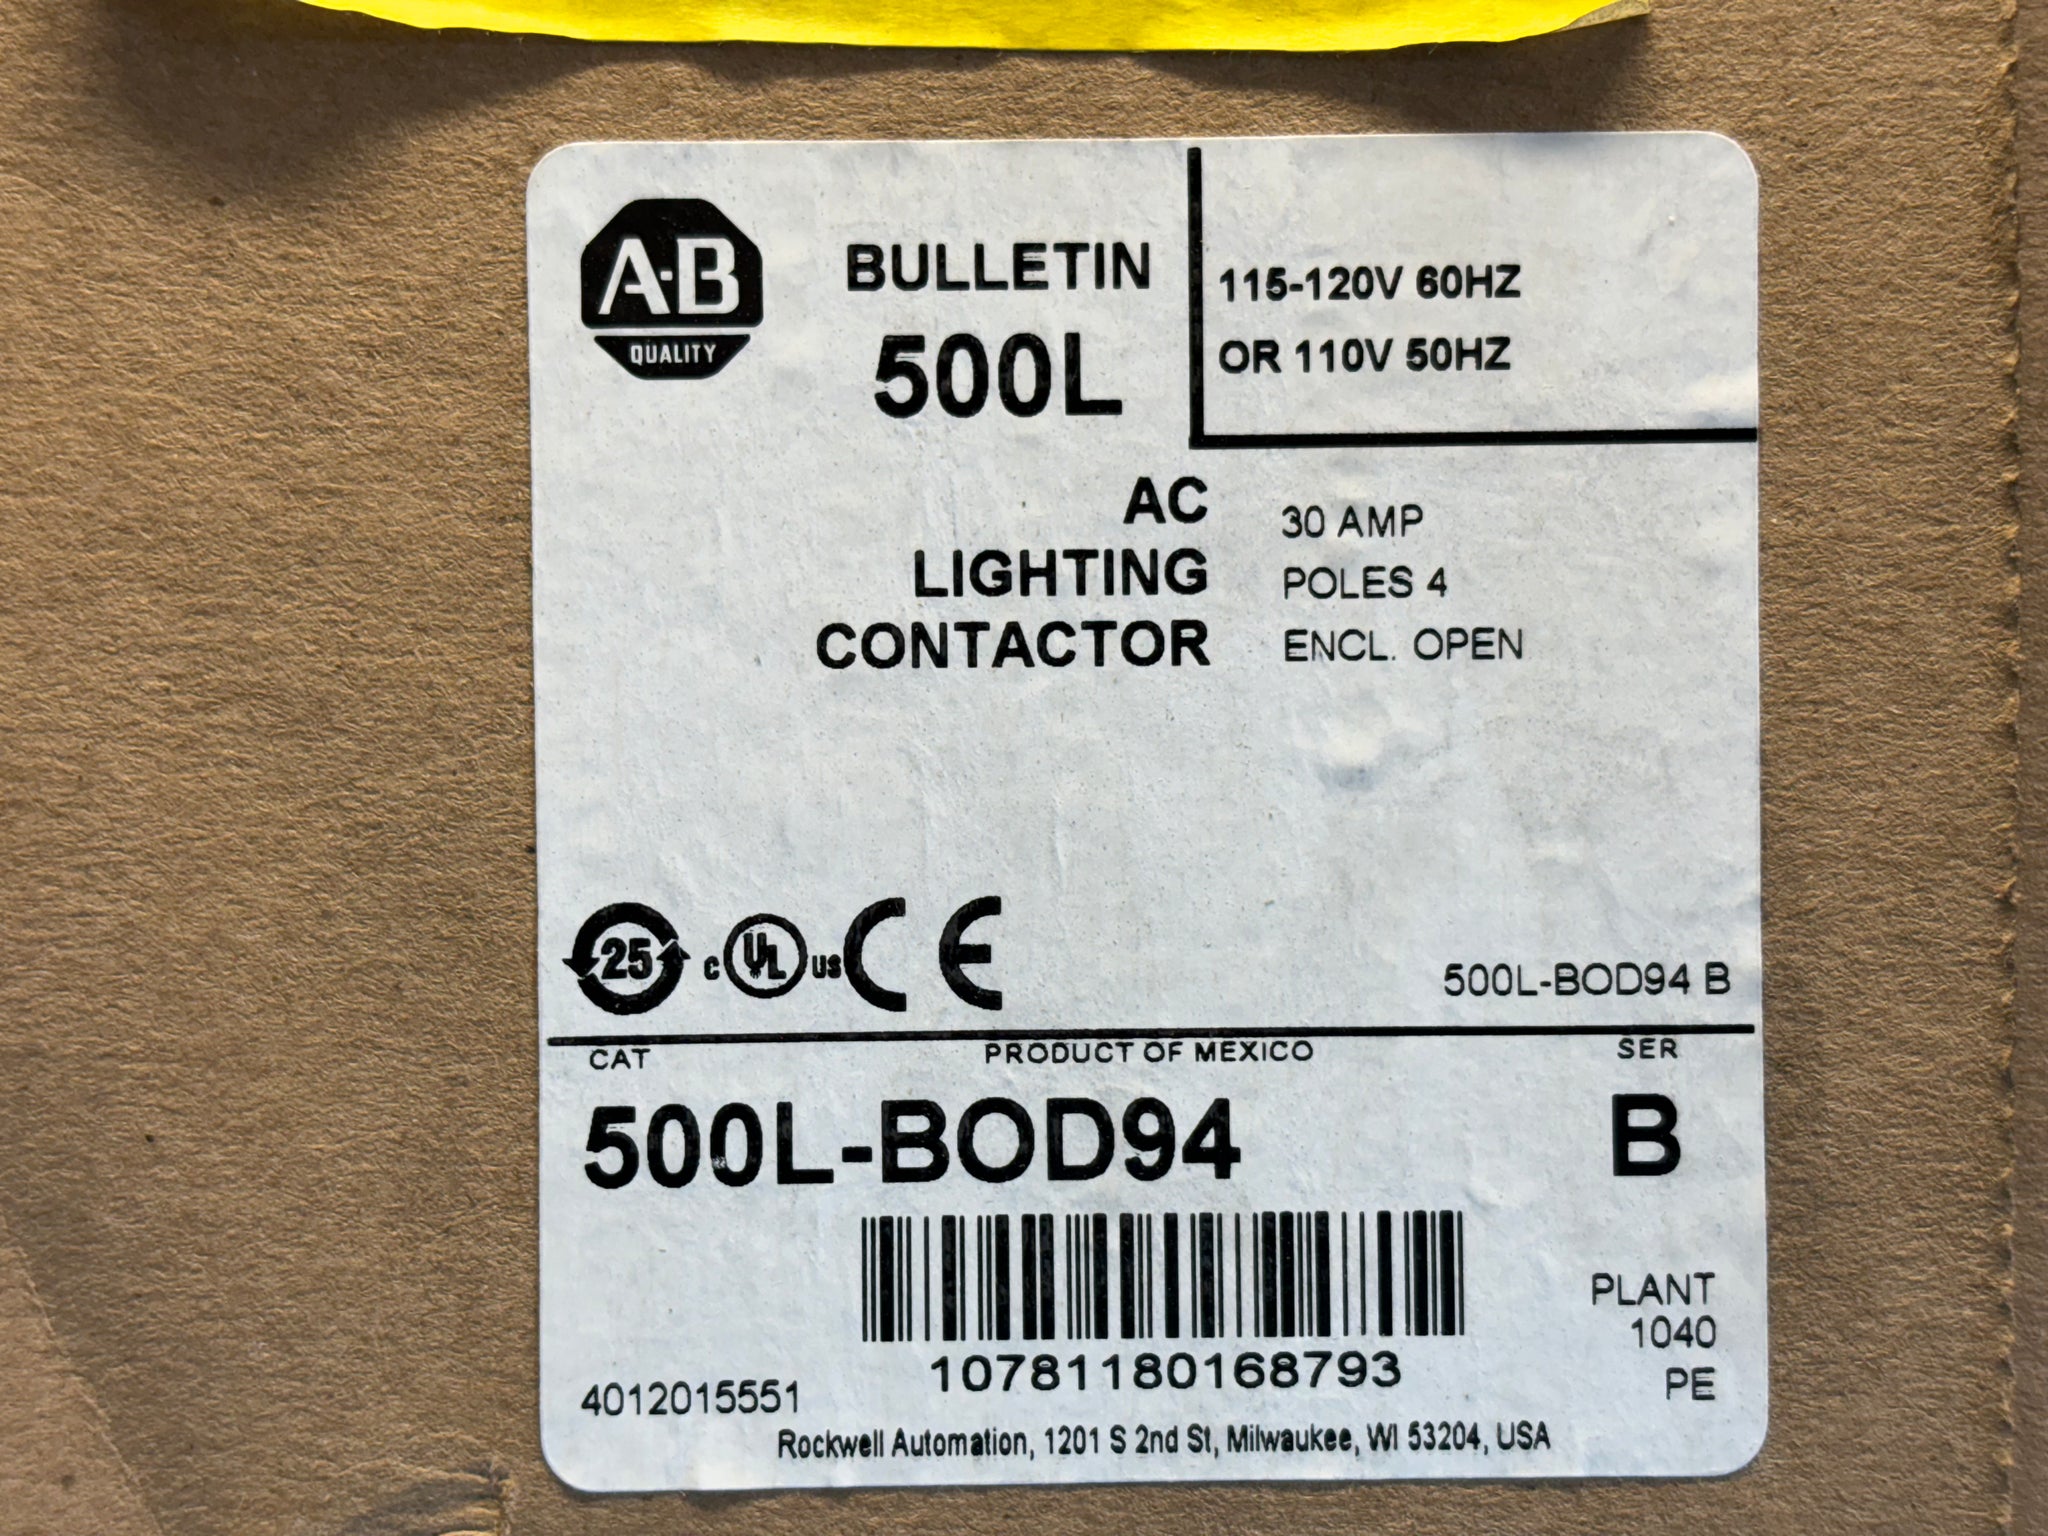 A-B
QUALITY
BULLETIN
500L
115-120V 60HZ
OR 110V 50HZ
AC
LIGHTING
CONTACTOR
30 AMP
POLES 4
ENCL. OPEN
25
C UL US CE
500L-BOD94 B
CAT
PRODUCT OF MEXICO
SER
500L-BOD94
B
10781180168793
4012015551
PLANT
1040
PE
Rockwell Automation, 1201 S 2nd St, Milwaukee, WI 53204, USA